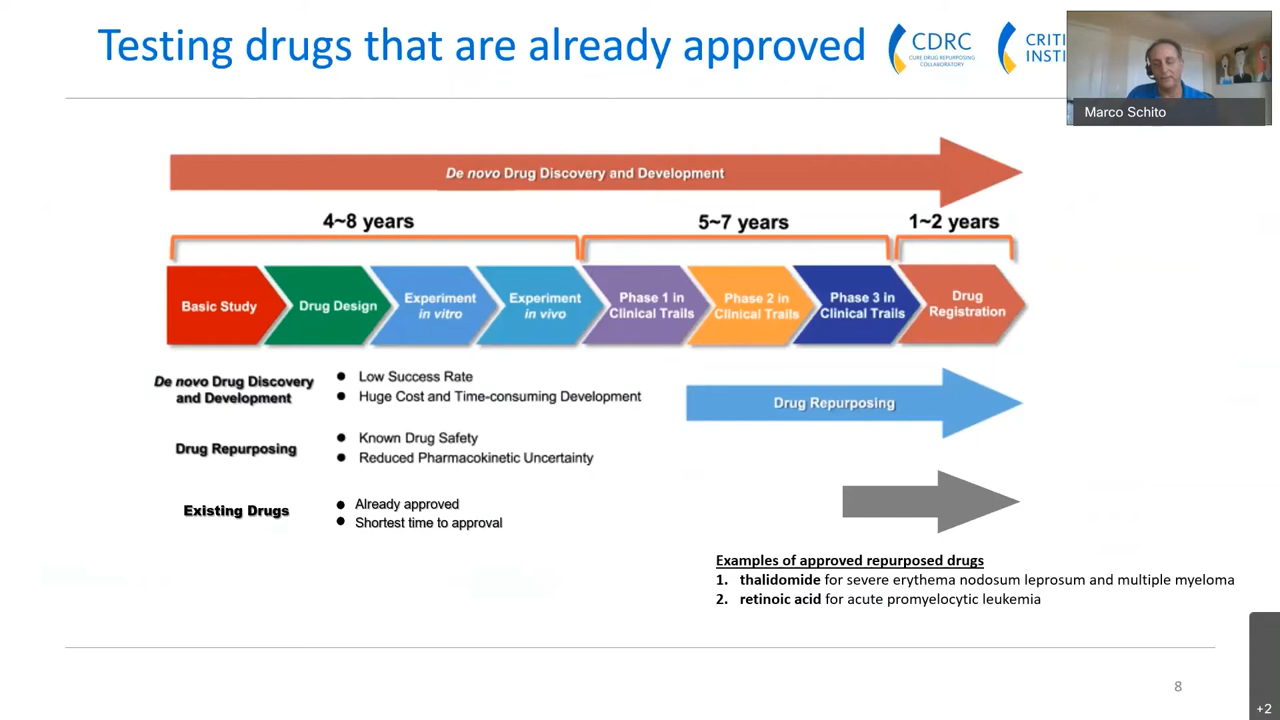 Testing drugs that are already approved
CDRC
CURE DRUG REPURPOSING
COLLABORATORY
CRITI
INSTI
Marco Schito
De novo Drug Discovery and Development
4~8 years
5~7 years
1~2 years
Basic Study
Drug Design
Experiment
in vitro
Experiment
in vivo
Phase 1 in
Clinical Trails
Phase 2 in
Clinical Trails
Phase 3 in
Clinical Trails
Drug
Registration
De novo Drug Discovery
and Development
● Low Success Rate
● Huge Cost and Time-consuming Development
Drug Repurposing
Drug Repurposing
● Known Drug Safety
● Reduced Pharmacokinetic Uncertainty
Existing Drugs
● Already approved
● Shortest time to approval
Examples of approved repurposed drugs
1. thalidomide for severe erythema nodosum leprosum and multiple myeloma
2. retinoic acid for acute promyelocytic leukemia
8
+2